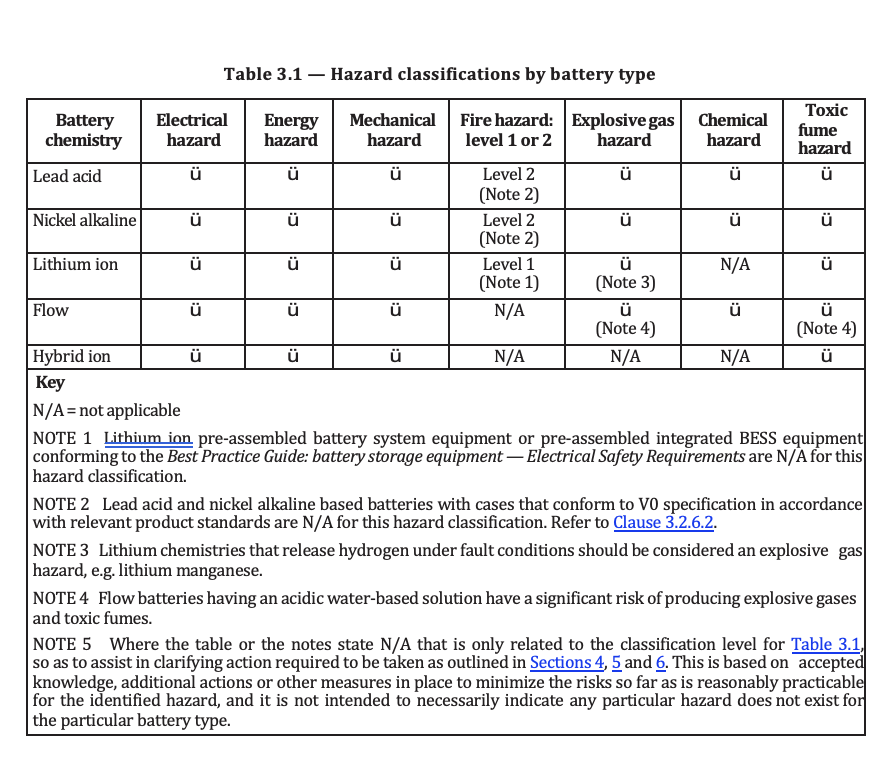 Table 3.1 — Hazard classifications by battery type
Battery chemistry Electrical hazard Energy hazard Mechanical hazard Fire hazard: level 1 or 2 Explosive gas hazard Chemical hazard Toxic fume hazard
Lead acid ü ü ü Level 2 (Note 2) ü ü ü
Nickel alkaline ü ü ü Level 2 (Note 2) ü ü ü
Lithium ion ü ü ü Level 1 (Note 1) ü (Note 3) N/A ü
Flow ü ü ü N/A ü (Note 4) ü ü (Note 4)
Hybrid ion ü ü ü N/A N/A N/A ü
Key
N/A = not applicable
NOTE 1 Lithium ion pre-assembled battery system equipment or pre-assembled integrated BESS equipment
conforming to the Best Practice Guide: battery storage equipment — Electrical Safety Requirements are N/A for this
hazard classification.
NOTE 2 Lead acid and nickel alkaline based batteries with cases that conform to V0 specification in accordance
with relevant product standards are N/A for this hazard classification. Refer to Clause 3.2.6.2.
NOTE 3 Lithium chemistries that release hydrogen under fault conditions should be considered an explosive gas
hazard, e.g. lithium manganese.
NOTE 4 Flow batteries having an acidic water-based solution have a significant risk of producing explosive gases
and toxic fumes.
NOTE 5 Where the table or the notes state N/A that is only related to the classification level for Table 3.1,
so as to assist in clarifying action required to be taken as outlined in Sections 4, 5 and 6. This is based on accepted
knowledge, additional actions or other measures in place to minimize the risks so far as is reasonably practicable
for the identified hazard, and it is not intended to necessarily indicate any particular hazard does not exist for
the particular battery type.